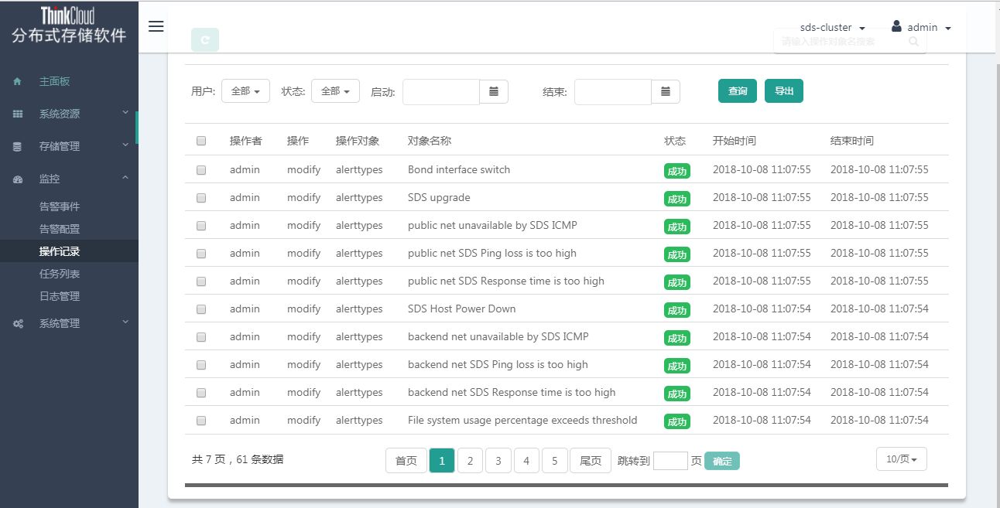 ThinkCloud
分布式存储软件
sds-cluster
admin
请输入操作对象名搜索
主面板
系统资源
存储管理
监控
告警事件
告警配置
操作记录
任务列表
日志管理
系统管理
用户: 全部 状态: 全部 启动: 结束: 查询 导出
操作者 操作 操作对象 对象名称 状态 开始时间 结束时间
admin modify alerttypes Bond interface switch 成功 2018-10-08 11:07:55 2018-10-08 11:07:55
admin modify alerttypes SDS upgrade 成功 2018-10-08 11:07:55 2018-10-08 11:07:55
admin modify alerttypes public net unavailable by SDS ICMP 成功 2018-10-08 11:07:55 2018-10-08 11:07:55
admin modify alerttypes public net SDS Ping loss is too high 成功 2018-10-08 11:07:55 2018-10-08 11:07:55
admin modify alerttypes public net SDS Response time is too high 成功 2018-10-08 11:07:55 2018-10-08 11:07:55
admin modify alerttypes SDS Host Power Down 成功 2018-10-08 11:07:54 2018-10-08 11:07:54
admin modify alerttypes backend net unavailable by SDS ICMP 成功 2018-10-08 11:07:54 2018-10-08 11:07:54
admin modify alerttypes backend net SDS Ping loss is too high 成功 2018-10-08 11:07:54 2018-10-08 11:07:54
admin modify alerttypes backend net SDS Response time is too high 成功 2018-10-08 11:07:54 2018-10-08 11:07:54
admin modify alerttypes File system usage percentage exceeds threshold 成功 2018-10-08 11:07:54 2018-10-08 11:07:54
共 7 页，61 条数据 首页 1 2 3 4 5 尾页 跳转到 页 确定 10/页